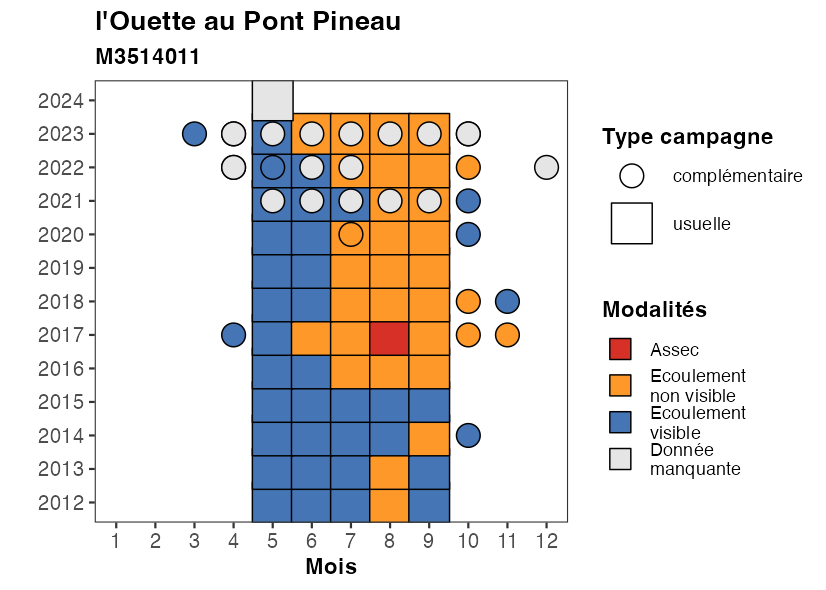 l'Ouette au Pont Pineau
M3514011
2024
2023
2022
2021
2020
2019
2018
2017
2016
2015
2014
2013
2012
1 2 3 4 5 6 7 8 9 10 11 12
Mois
Type campagne
complémentaire
usuelle
Modalités
Assec
Ecoulement
non visible
Ecoulement
visible
Donnée
manquante